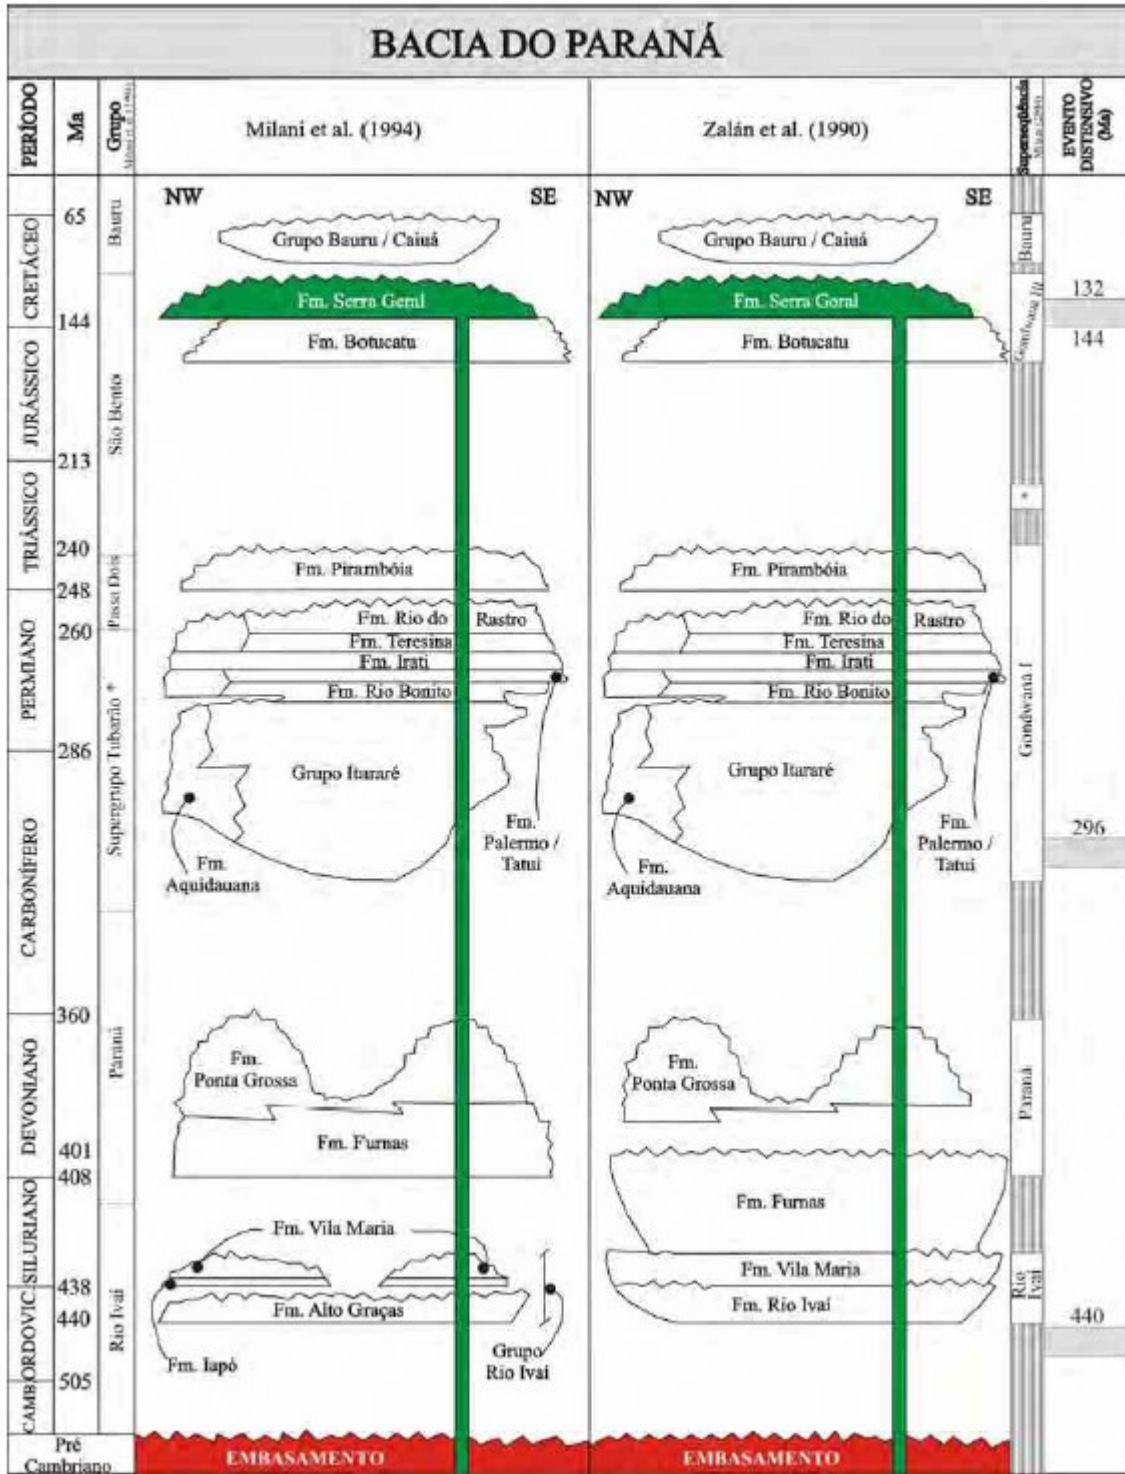 BACIA DO PARANÁ
PERÍODO
Ma
Grupo
Milani et al. (1994)
Milani et al. (1994)
Zalán et al. (1990)
Superseqüência
EVENTO
DISTENSIVO
(Ma)
NW
SE
NW
SE
CRETÁCEO
JURÁSSICO
TRIÁSSICO
PERMIANO
CARBONÍFERO
DEVONIANO
SILURIANO
ORDOVIC.
CAMB
Pré
Cambriano
65
144
213
240
248
260
286
360
401
408
438
440
505
Bauru
São Bento
Passa Dois
Supergrupo Tubarão *
Paraná
Rio Ivaí
Grupo Bauru / Caiuá
Fm. Serra Geral
Fm. Botucatu
Fm. Pirambóia
Fm. Rio do Rastro
Fm. Teresina
Fm. Irati
Fm. Rio Bonito
Grupo Itararé
Fm.
Aquidauana
Fm.
Palermo /
Tatuí
Fm.
Ponta Grossa
Fm. Furnas
Fm. Vila Maria
Fm. Alto Graças
Fm. Iapó
Grupo
Rio Ivaí
EMBASAMENTO
Grupo Bauru / Caiuá
Fm. Serra Geral
Fm. Botucatu
Fm. Pirambóia
Fm. Rio do Rastro
Fm. Teresina
Fm. Irati
Fm. Rio Bonito
Grupo Itararé
Fm.
Aquidauana
Fm.
Palermo /
Tatuí
Fm.
Ponta Grossa
Fm. Furnas
Fm. Vila Maria
Fm. Rio Ivaí
EMBASAMENTO
Bauru
Gondwana III
*
Gondwana I
Paraná
Rio
Ivaí
132
144
296
440